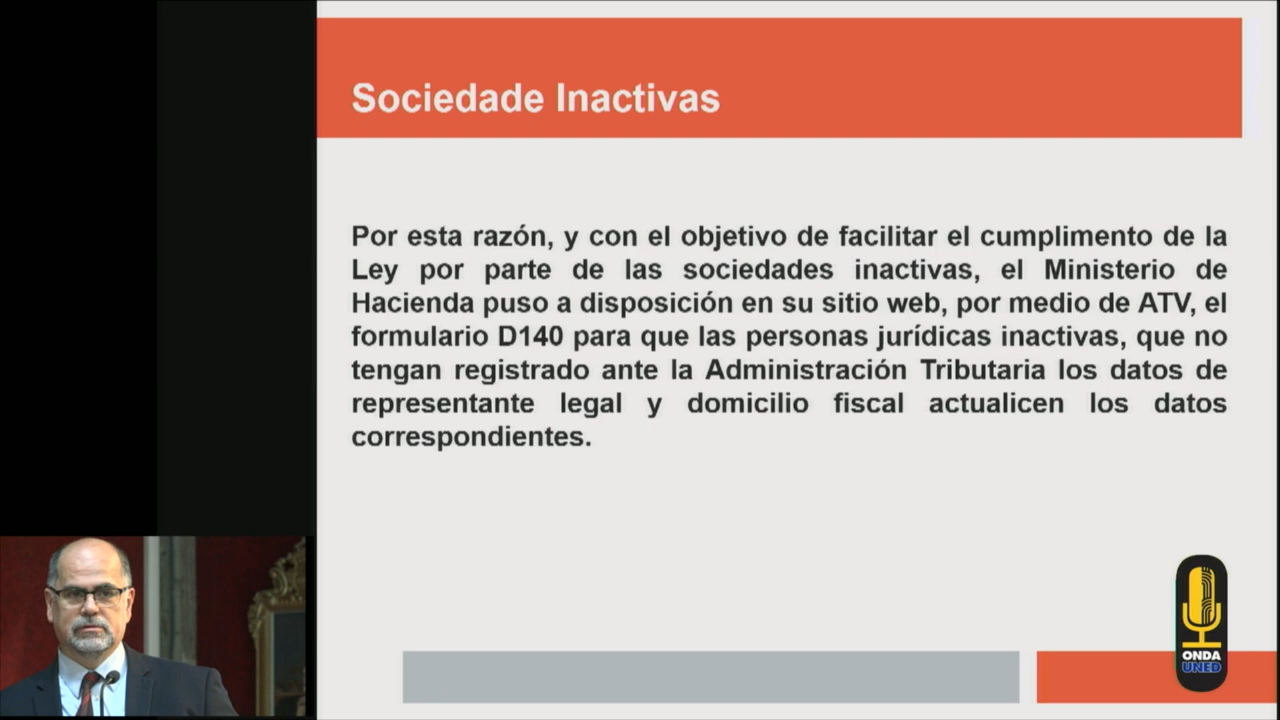 Sociedade Inactivas
Por esta razón, y con el objetivo de facilitar el cumplimento de la
Ley por parte de las sociedades inactivas, el Ministerio de
Hacienda puso a disposición en su sitio web, por medio de ATV, el
formulario D140 para que las personas jurídicas inactivas, que no
tengan registrado ante la Administración Tributaria los datos de
representante legal y domicilio fiscal actualicen los datos
correspondientes.
ONDA
UNED